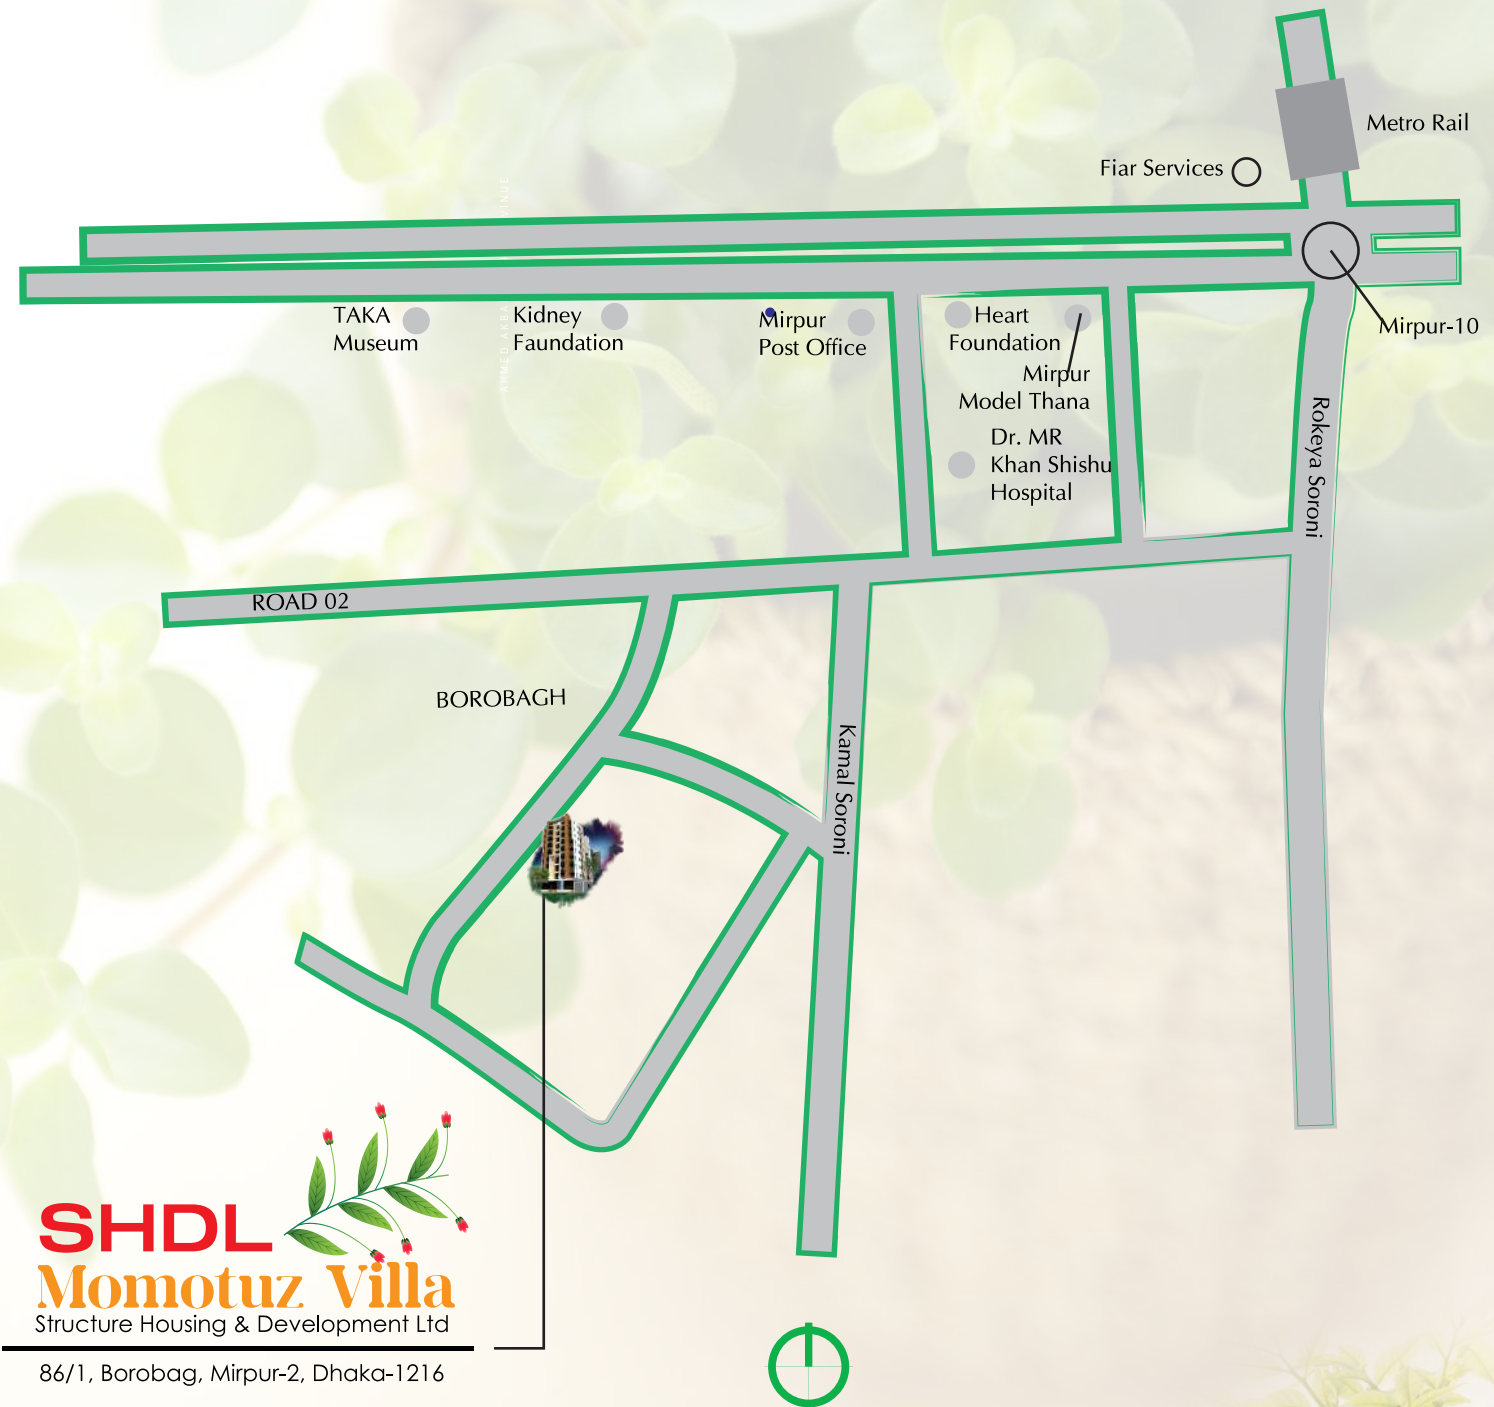 Metro Rail
Fiar Services
TAKA
Museum
Kidney
Faundation
Mirpur
Post Office
Heart
Foundation
Mirpur
Model Thana
Dr. MR
Khan Shishu
Hospital
Mirpur-10
Rokeya Soroni
ROAD 02
BOROBAGH
Kamal Soroni
SHDL
Momotuz Villa
Structure Housing & Development Ltd
86/1, Borobag, Mirpur-2, Dhaka-1216